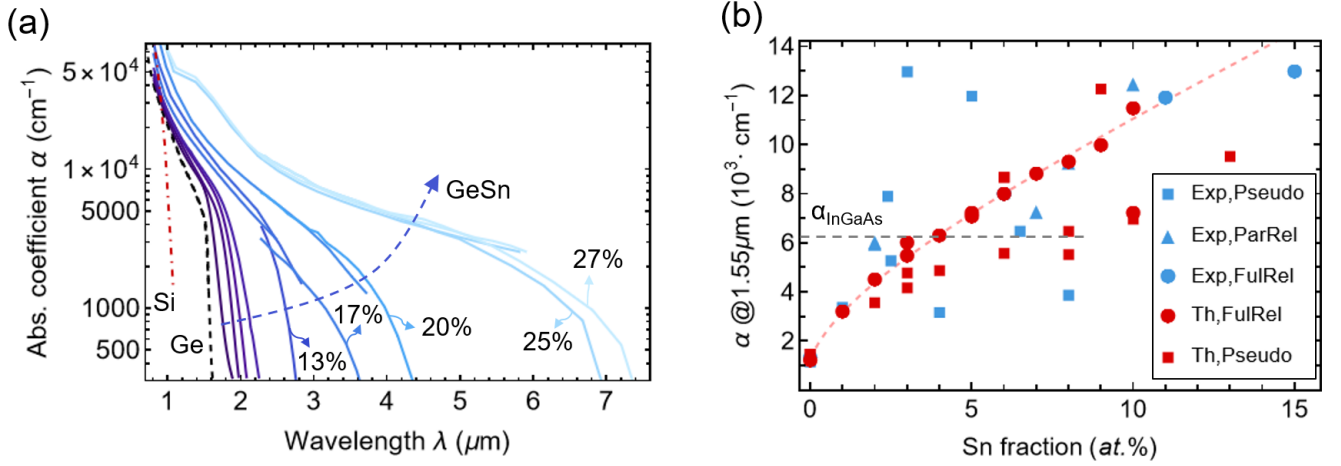 (a)
Abs. coefficient α (cm⁻¹)
5×10⁴
1×10⁴
5000
1000
500
Si
Ge
GeSn
13%
17%
20%
25%
27%
1 2 3 4 5 6 7
Wavelength λ (μm)
(b)
α @1.55μm (10³· cm⁻¹)
14
12
10
8
6
4
2
α_InGaAs
Exp,Pseudo
Exp,ParRel
Exp,FulRel
Th,FulRel
Th,Pseudo
0 5 10 15
Sn fraction (at.%)